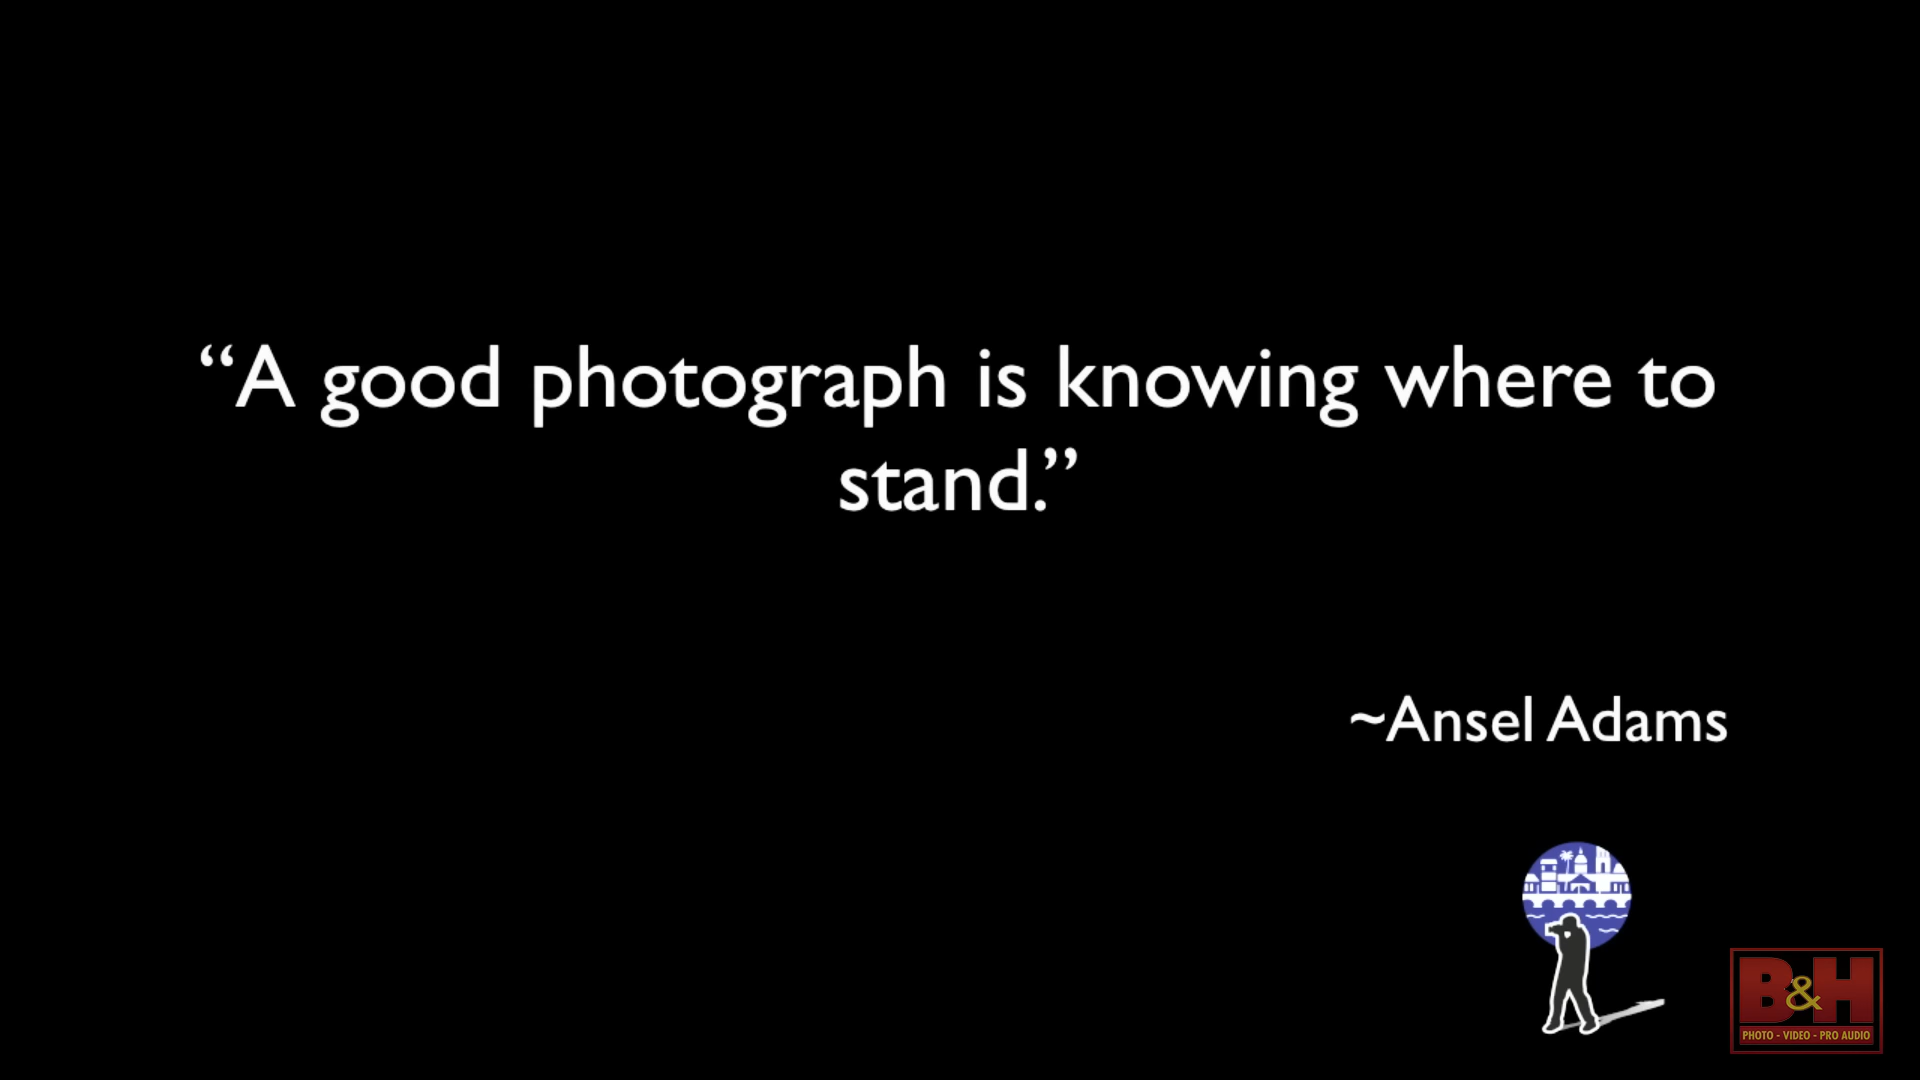 “A good photograph is knowing where to
stand.”
~Ansel Adams
B&H
PHOTO - VIDEO - PRO AUDIO